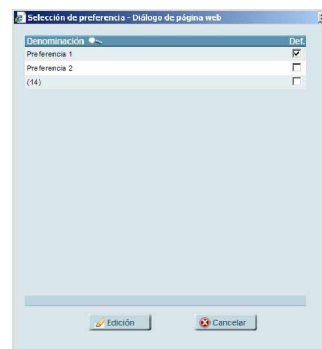 Selección de preferencia - Diálogo de página web
Denominación Def.
Preferencia 1
Preferencia 2
(14)
Edición Cancelar